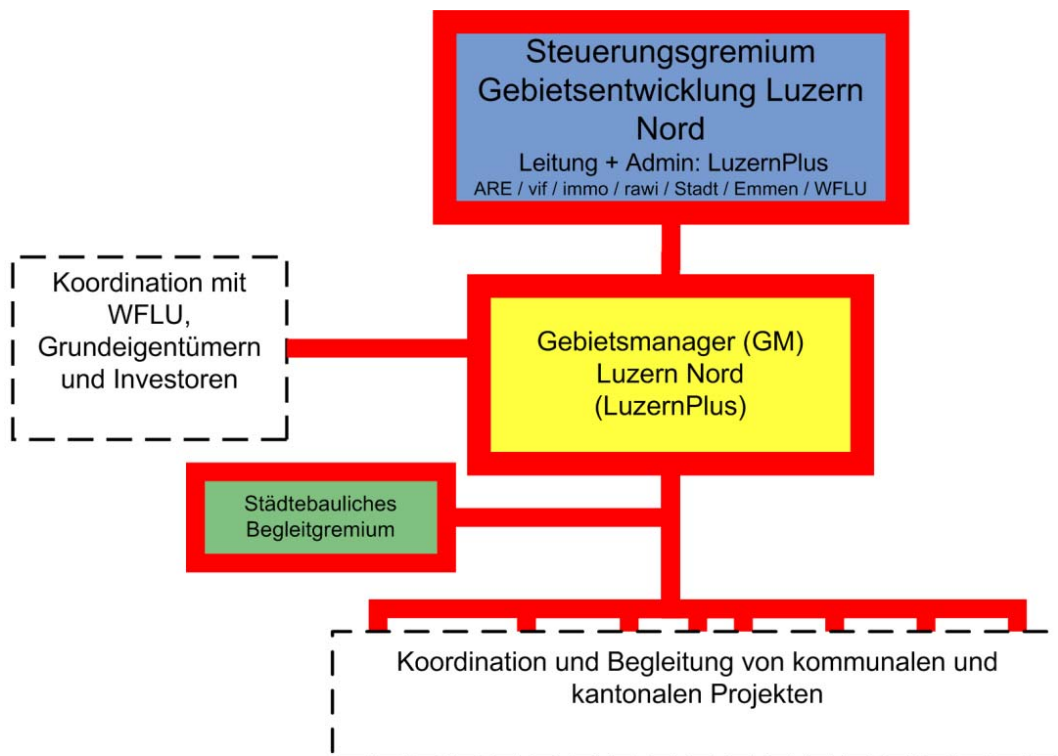 Steuerungsgremium
Gebietsentwicklung Luzern
Nord
Leitung + Admin: LuzernPlus
ARE / vif / immo / rawi / Stadt / Emmen / WFLU
Koordination mit
WFLU,
Grundeigentümern
und Investoren
Gebietsmanager (GM)
Luzern Nord
(LuzernPlus)
Städtebauliches
Begleitgremium
Koordination und Begleitung von kommunalen und
kantonalen Projekten